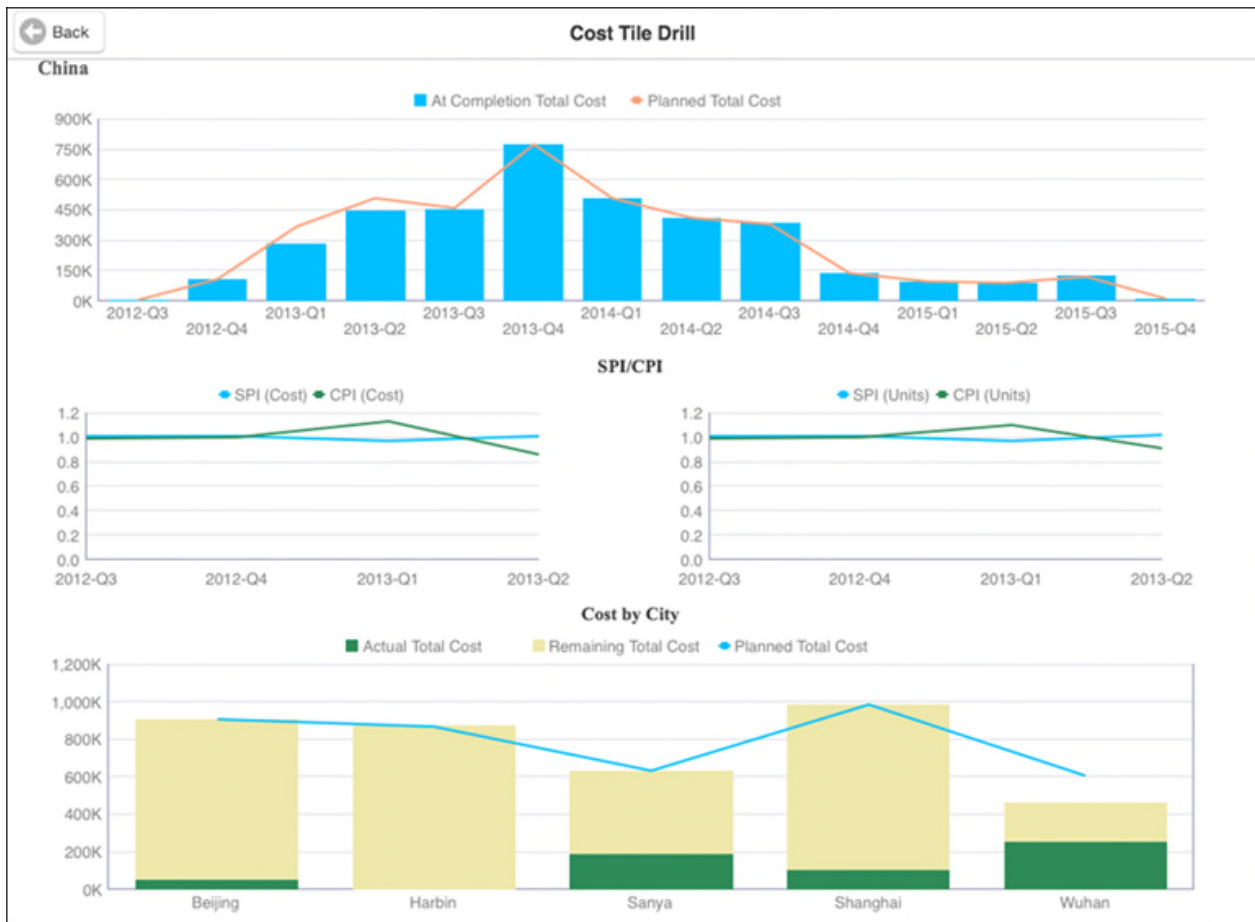 Back
Cost Tile Drill
China
At Completion Total Cost Planned Total Cost
900K
750K
600K
450K
300K
150K
0K
2012-Q3 2013-Q1 2013-Q3 2014-Q1 2014-Q3 2015-Q1 2015-Q3
2012-Q4 2013-Q2 2013-Q4 2014-Q2 2014-Q4 2015-Q2 2015-Q4
SPI/CPI
SPI (Cost) CPI (Cost)
1.2
1.0
0.8
0.6
0.4
0.2
0.0
2012-Q3 2012-Q4 2013-Q1 2013-Q2
SPI (Units) CPI (Units)
1.2
1.0
0.8
0.6
0.4
0.2
0.0
2012-Q3 2012-Q4 2013-Q1 2013-Q2
Cost by City
Actual Total Cost Remaining Total Cost Planned Total Cost
1,200K
1,000K
800K
600K
400K
200K
0K
Beijing Harbin Sanya Shanghai Wuhan